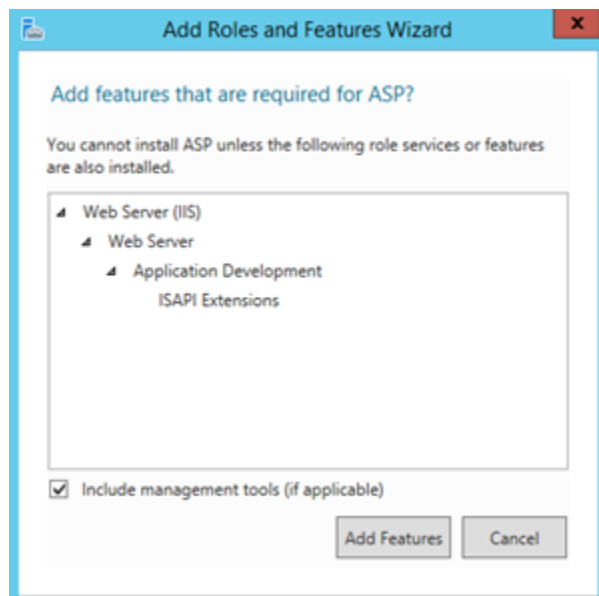 Add Roles and Features Wizard
x
Add features that are required for ASP?
You cannot install ASP unless the following role services or features
are also installed.
Web Server (IIS)
Web Server
Application Development
ISAPI Extensions
Include management tools (if applicable)
Add Features
Cancel